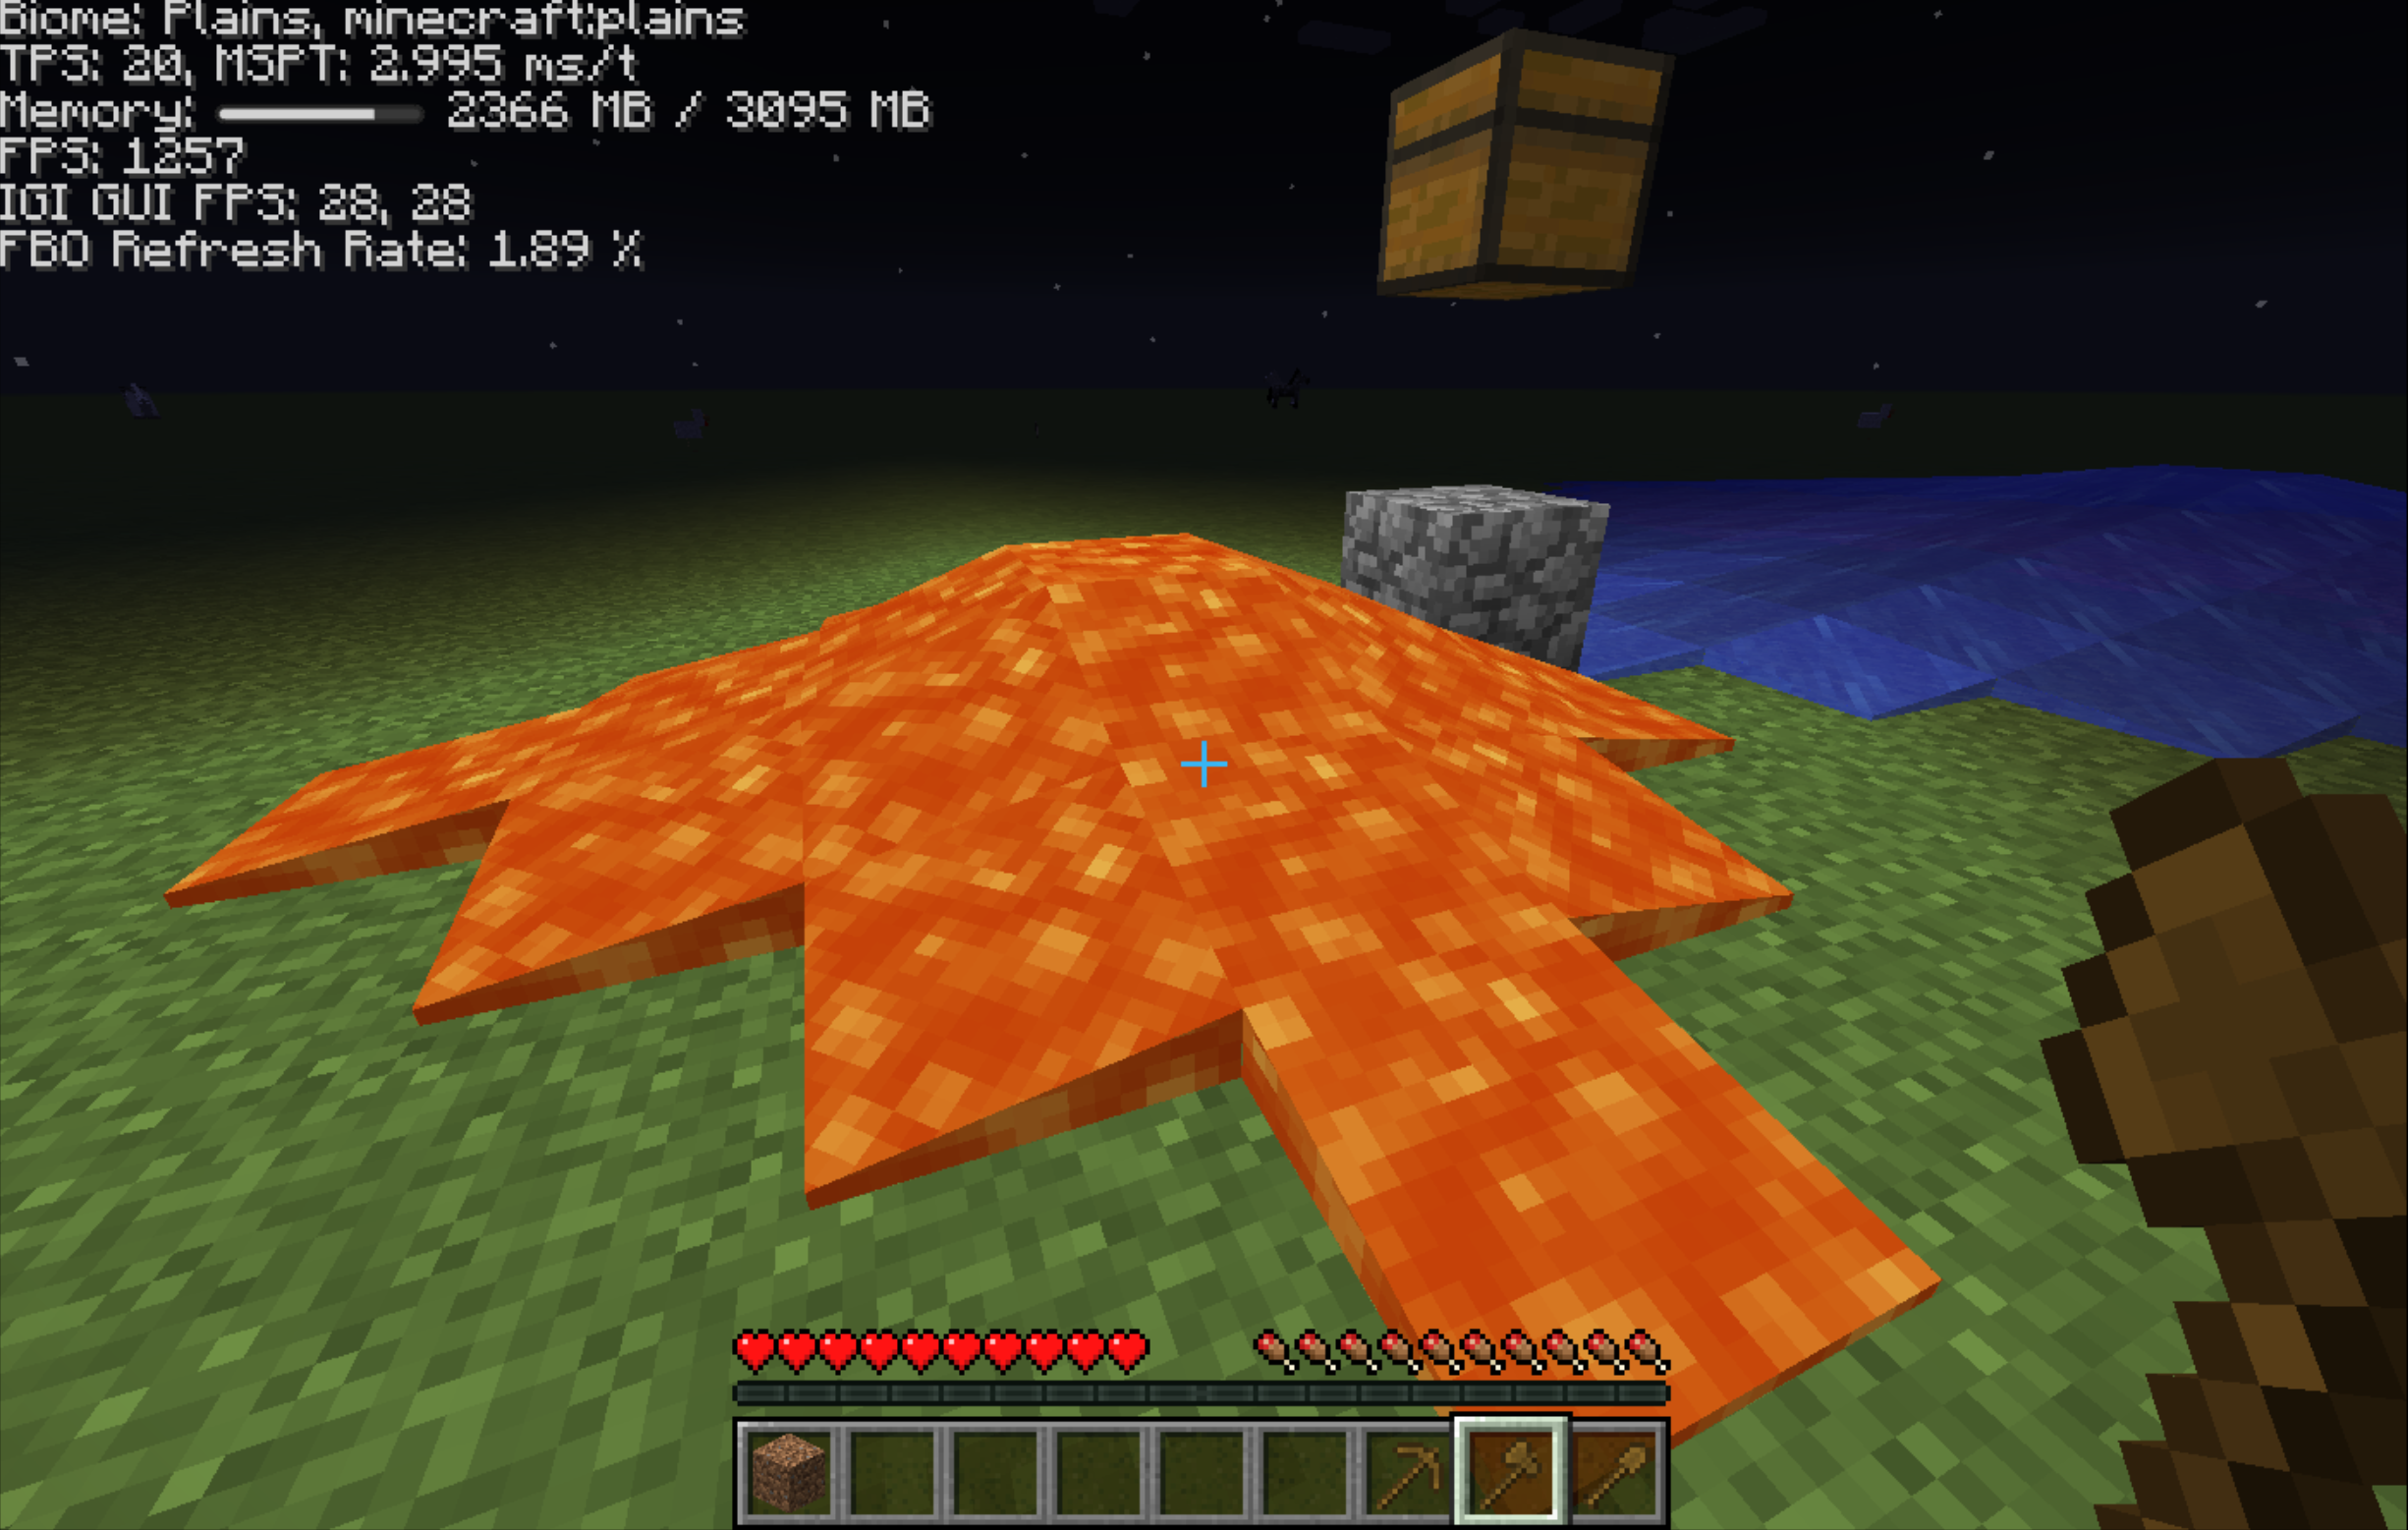 Biome: Plains, minecraft:plains
TPS: 20, MSPT: 2.995 ms/t
Memory: 2366 MB / 3095 MB
FPS: 1257
IGI GUI FPS: 28, 28
FBO Refresh Rate: 1.89 %